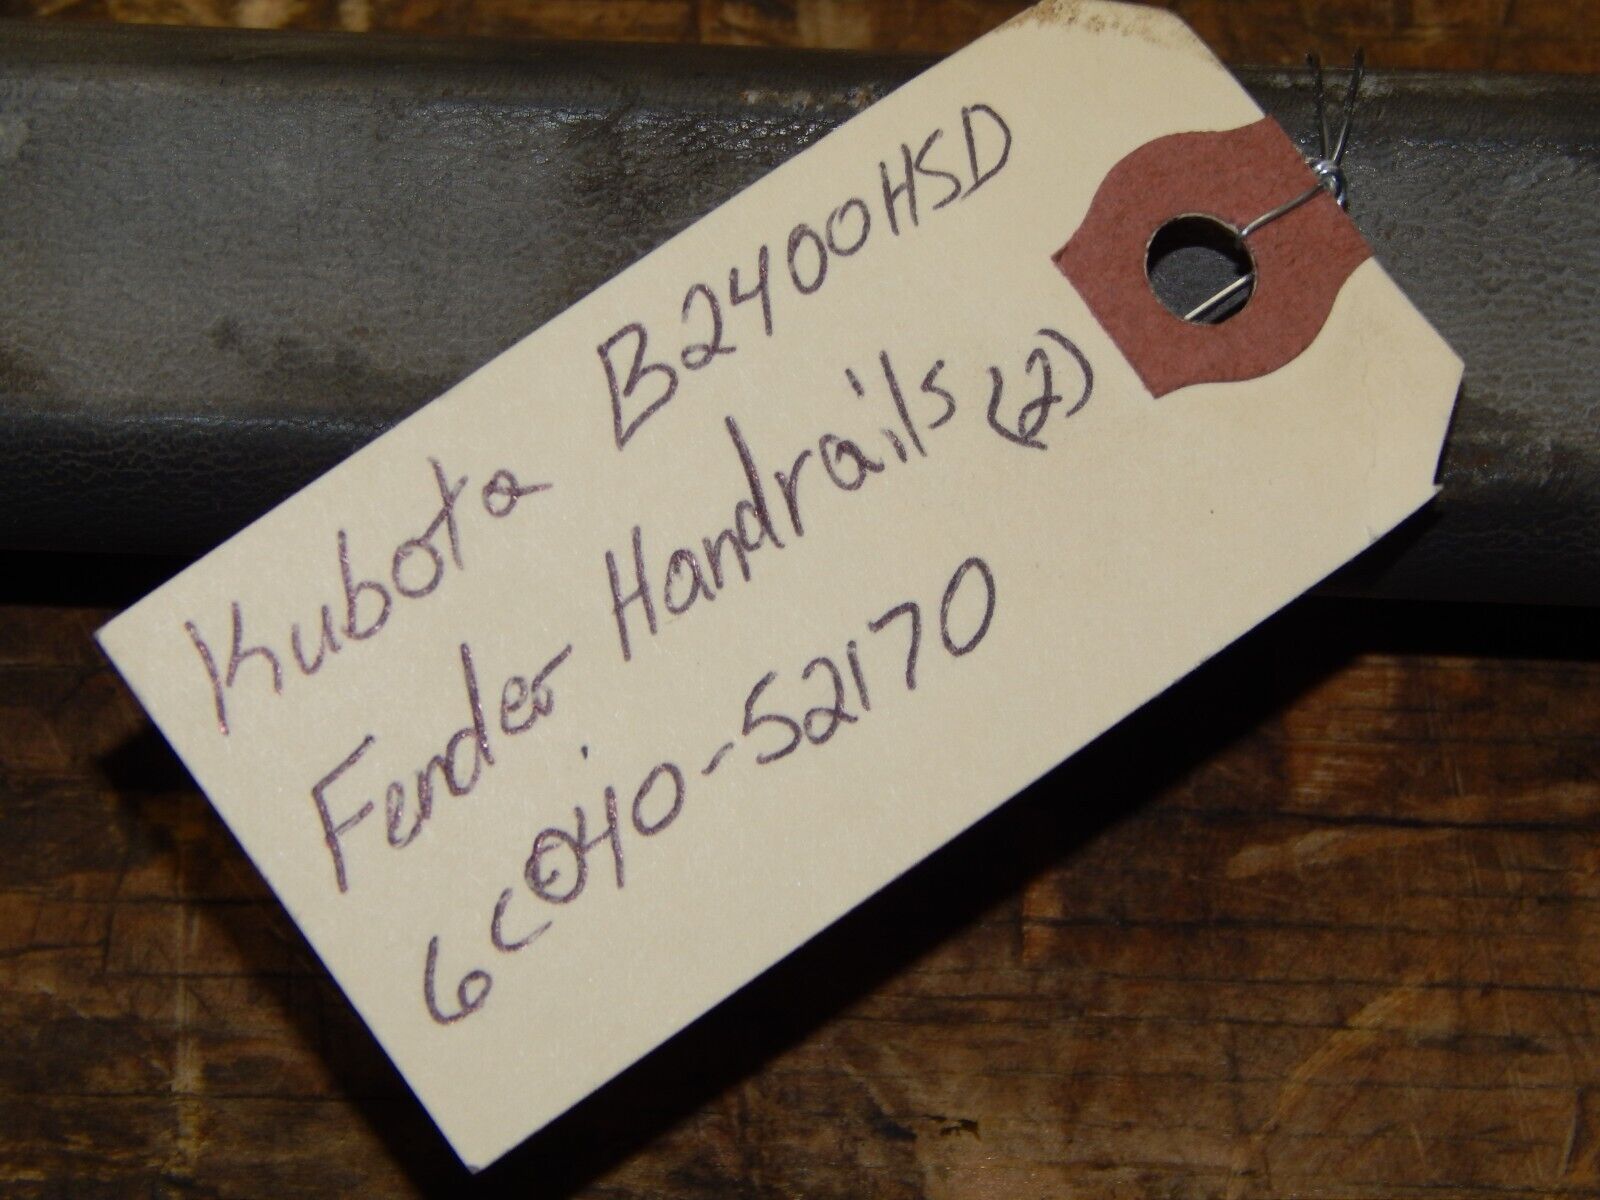 Kubota B2400HSD
Fender Handrails (2)
6C040-52170